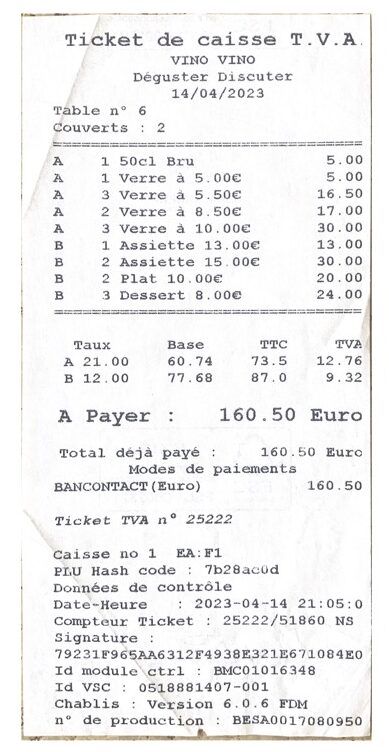 Ticket de caisse T.V.A.
VINO VINO
Déguster Discuter
14/04/2023
Table n° 6
Couverts : 2
A 1 50cl Bru 5.00
A 1 Verre à 5.00€ 5.00
A 3 Verre à 5.50€ 16.50
A 2 Verre à 8.50€ 17.00
A 3 Verre à 10.00€ 30.00
B 1 Assiette 13.00€ 13.00
B 2 Assiette 15.00€ 30.00
B 2 Plat 10.00€ 20.00
B 3 Dessert 8.00€ 24.00
Taux Base TTC TVA
A 21.00 60.74 73.5 12.76
B 12.00 77.68 87.0 9.32
A Payer : 160.50 Euro
Total déjà payé : 160.50 Euro
Modes de paiements
BANCONTACT(Euro) 160.50
Ticket TVA n° 25222
Caisse no 1 EA:F1
PLU Hash code : 7b28ac0d
Données de contrôle
Date-Heure : 2023-04-14 21:05:0
Compteur Ticket : 25222/51860 NS
Signature :
79231F965AA6312F4938E321E671084E0
Id module ctrl : BMC01016348
Id VSC : 0518881407-001
Chablis : Version 6.0.6 FDM
n° de production : BESA0017080950